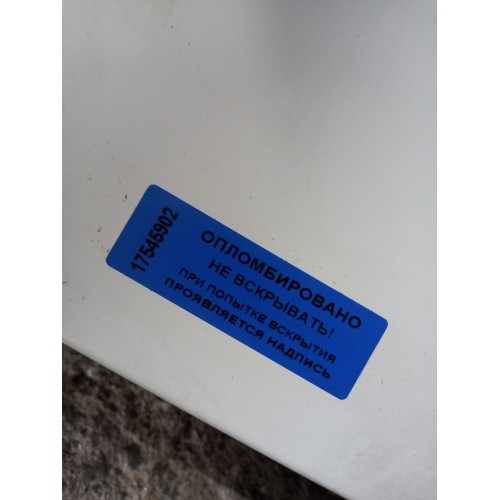 17545902
ОПЛОМБИРОВАНО
НЕ ВСКРЫВАТЬ!
ПРИ ПОПЫТКЕ ВСКРЫТИЯ
ПРОЯВЛЯЕТСЯ НАДПИСЬ